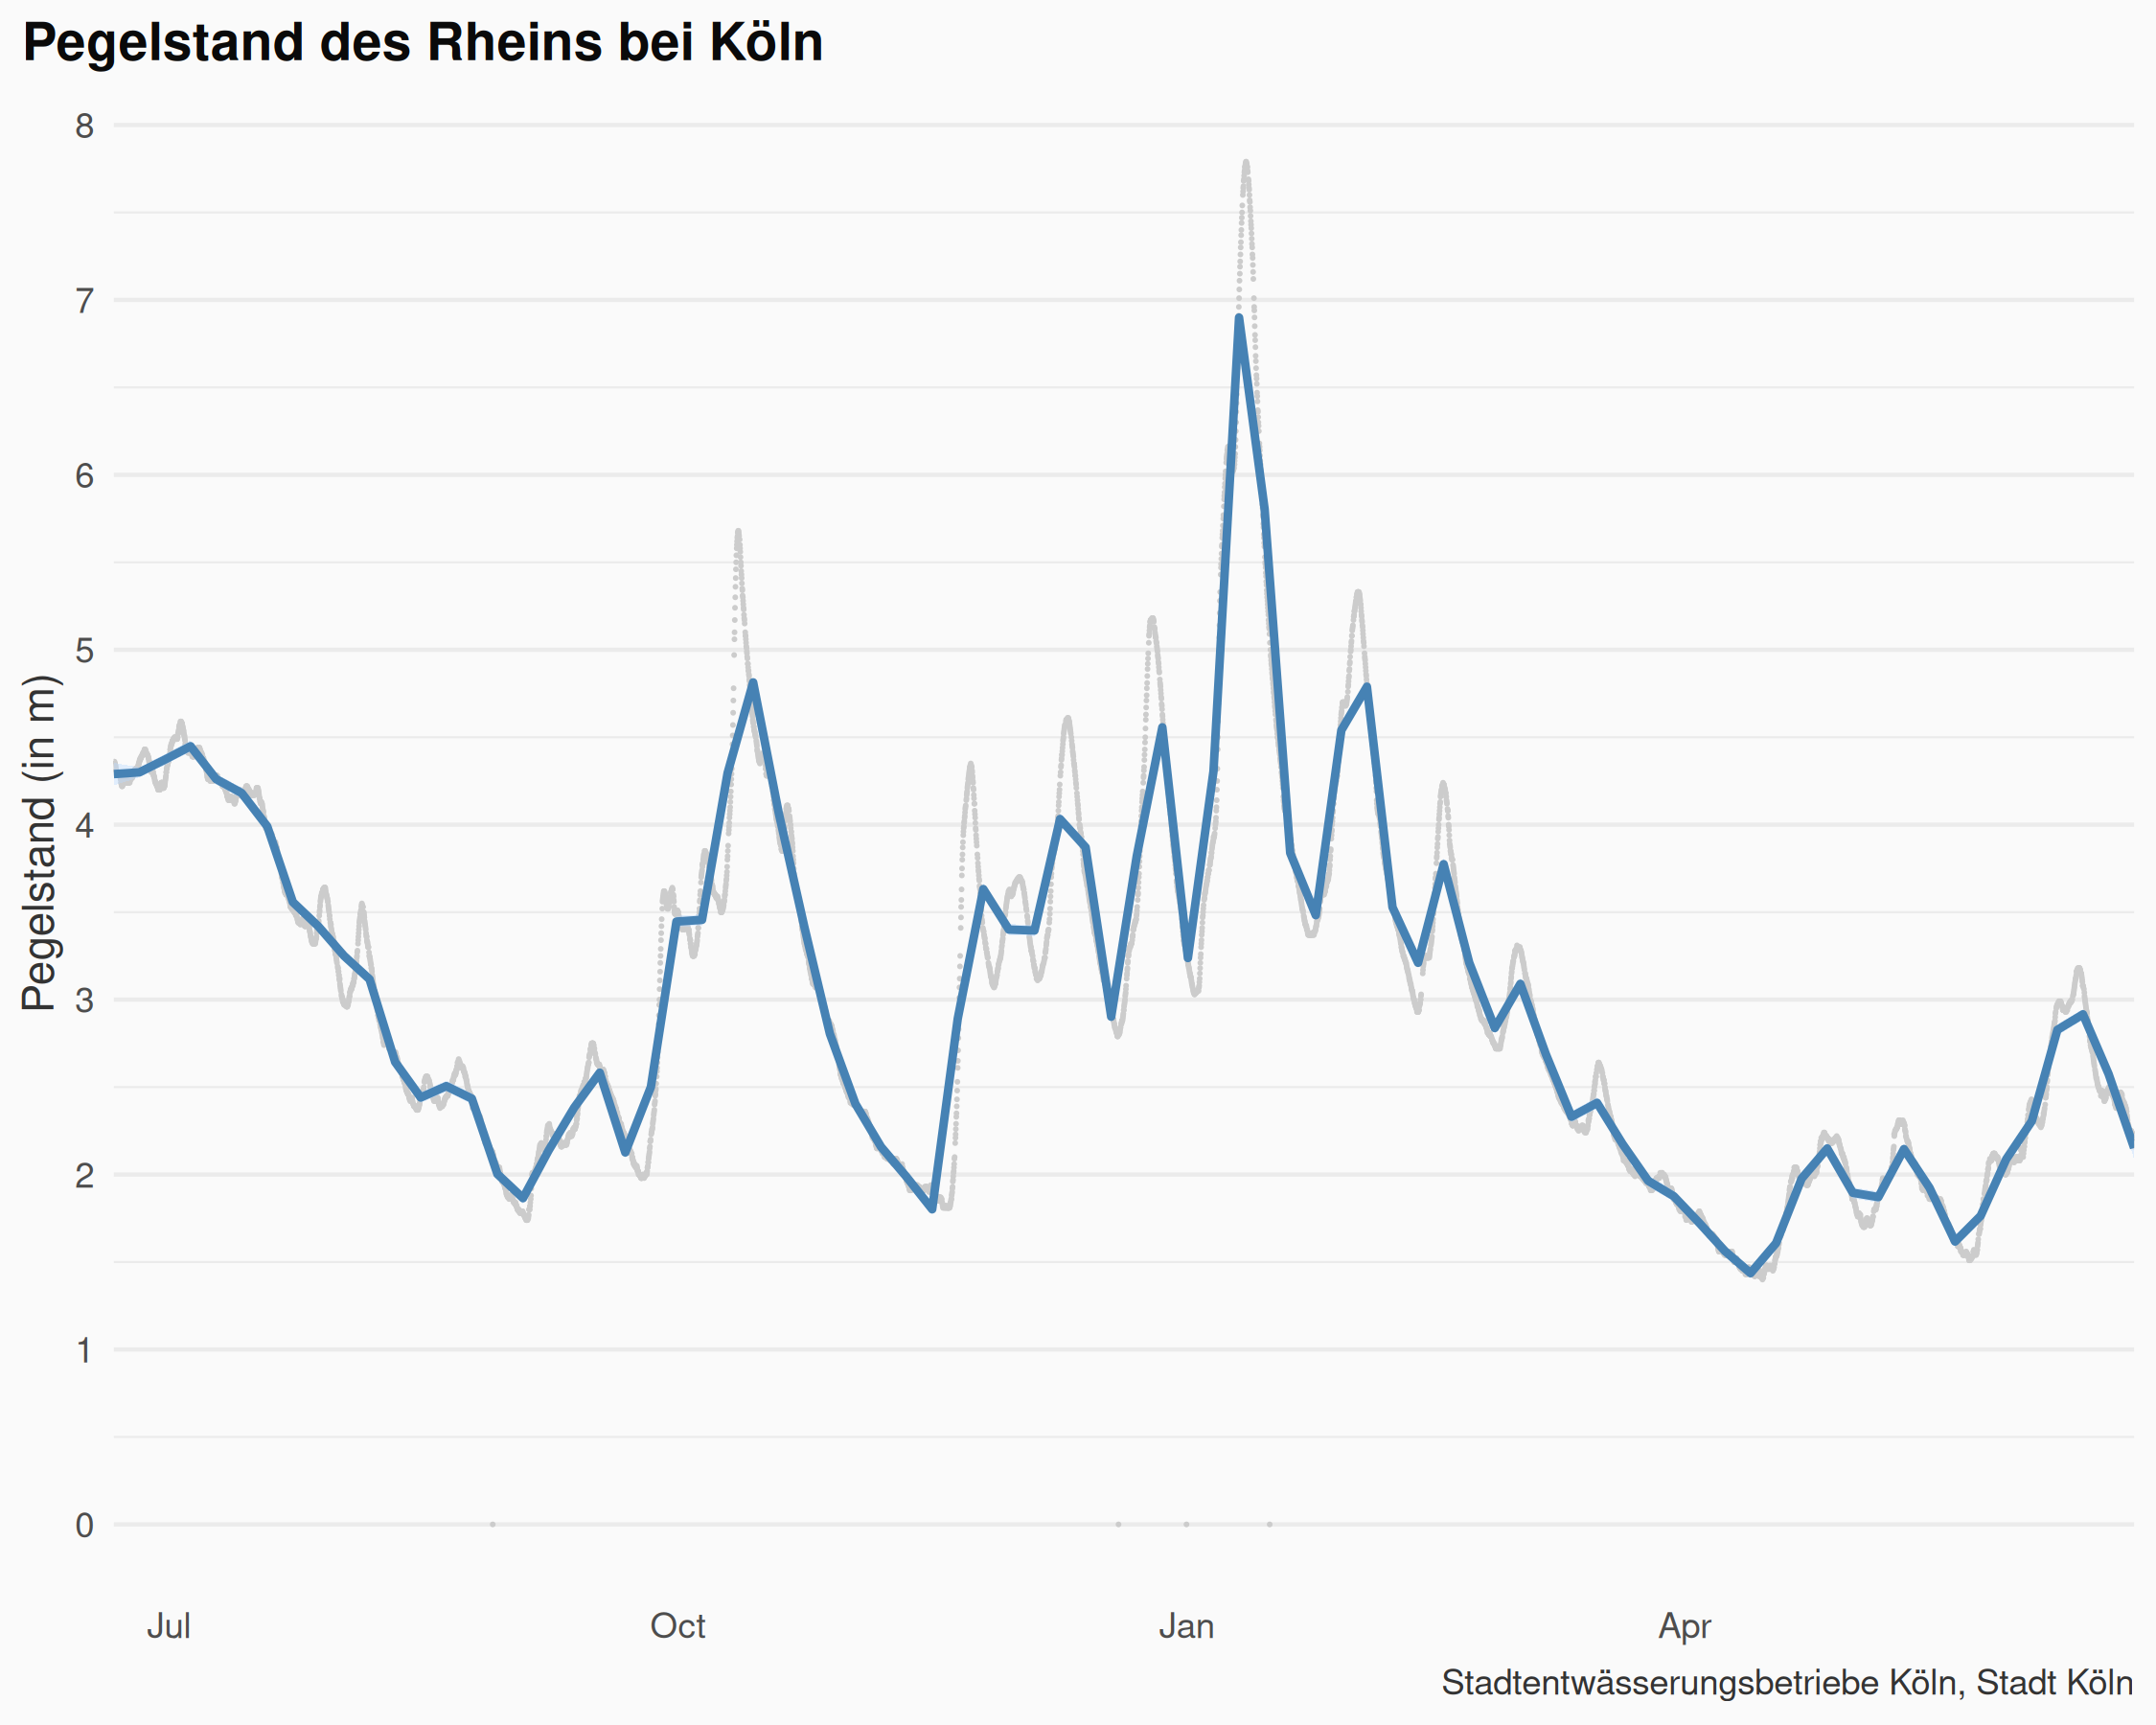 Pegelstand des Rheins bei Köln
Pegelstand (in m)
8
7
6
5
4
3
2
1
0
Jul
Oct
Jan
Apr
Stadtentwässerungsbetriebe Köln, Stadt Köln